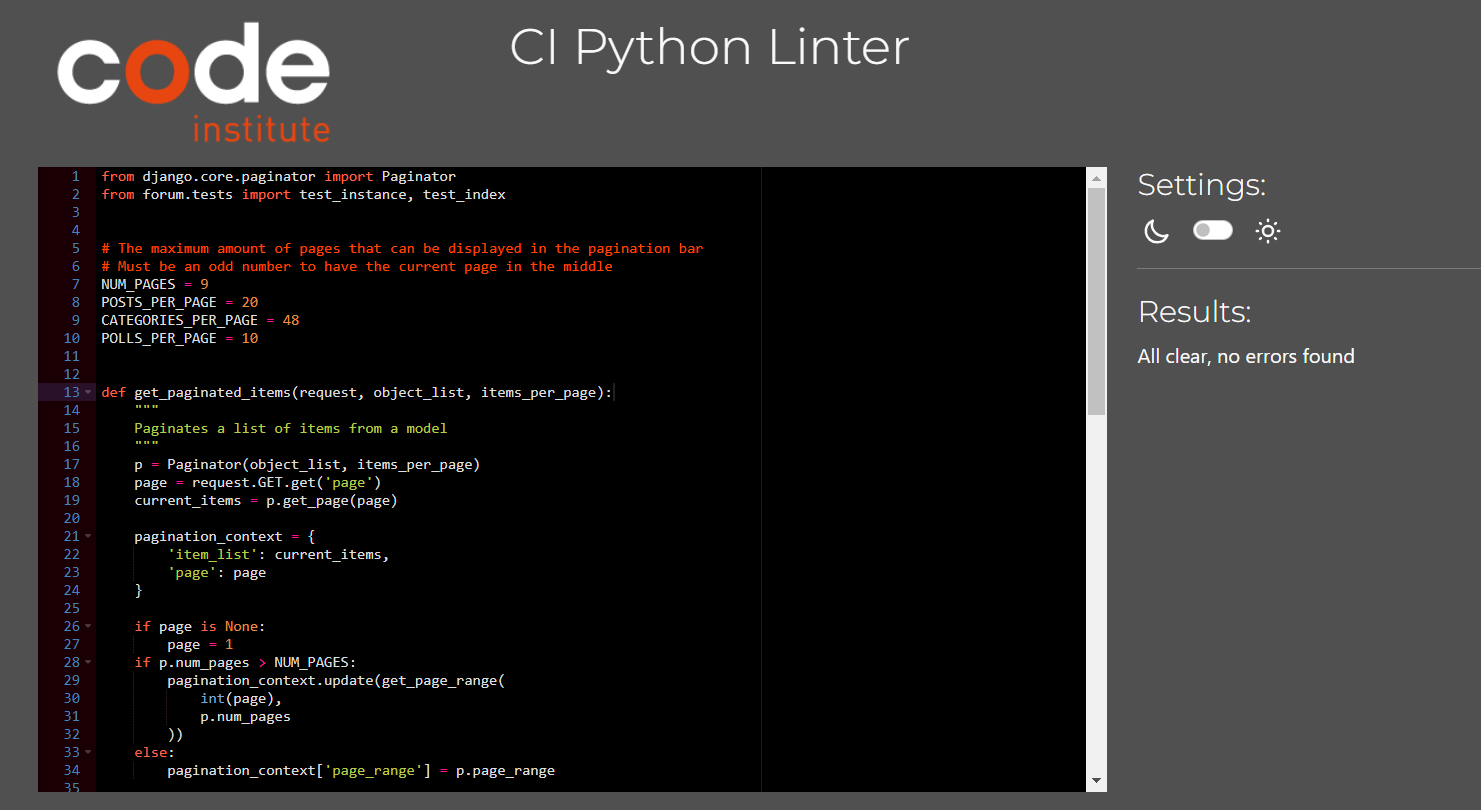 code
institute
CI Python Linter
1 from django.core.paginator import Paginator
2 from forum.tests import test_instance, test_index
3
4
5 # The maximum amount of pages that can be displayed in the pagination bar
6 # Must be an odd number to have the current page in the middle
7 NUM_PAGES = 9
8 POSTS_PER_PAGE = 20
9 CATEGORIES_PER_PAGE = 48
10 POLLS_PER_PAGE = 10
11
12
13 def get_paginated_items(request, object_list, items_per_page):
14     """
15     Paginates a list of items from a model
16     """
17     p = Paginator(object_list, items_per_page)
18     page = request.GET.get('page')
19     current_items = p.get_page(page)
20
21     pagination_context = {
22         'item_list': current_items,
23         'page': page
24     }
25
26     if page is None:
27         page = 1
28     if p.num_pages > NUM_PAGES:
29         pagination_context.update(get_page_range(
30             int(page),
31             p.num_pages
32         ))
33     else:
34         pagination_context['page_range'] = p.page_range
35
Settings:
Results:
All clear, no errors found